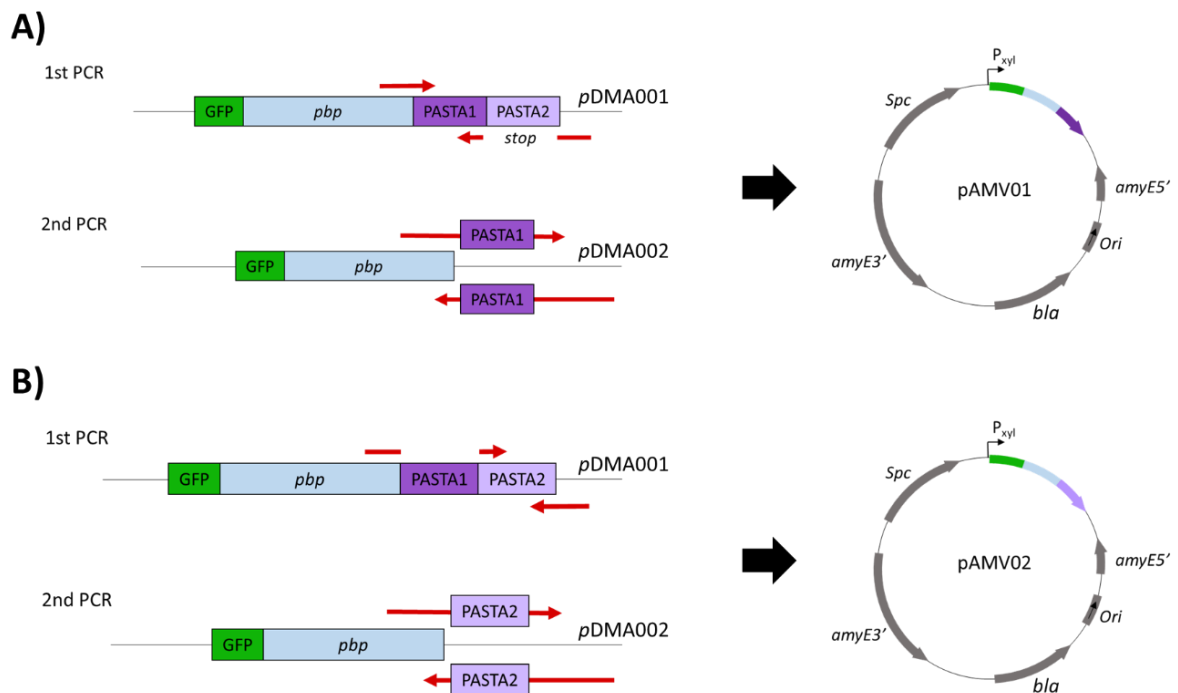 A)
1st PCR
GFP pbp PASTA1 PASTA2 pDMA001
stop
2nd PCR
PASTA1
GFP pbp pDMA002
PASTA1
Pxyl
Spc
pAMV01
amyE5’
Ori
amyE3’
bla
B)
1st PCR
GFP pbp PASTA1 PASTA2 pDMA001
2nd PCR
PASTA2
GFP pbp pDMA002
PASTA2
Pxyl
Spc
pAMV02
amyE5’
Ori
amyE3’
bla